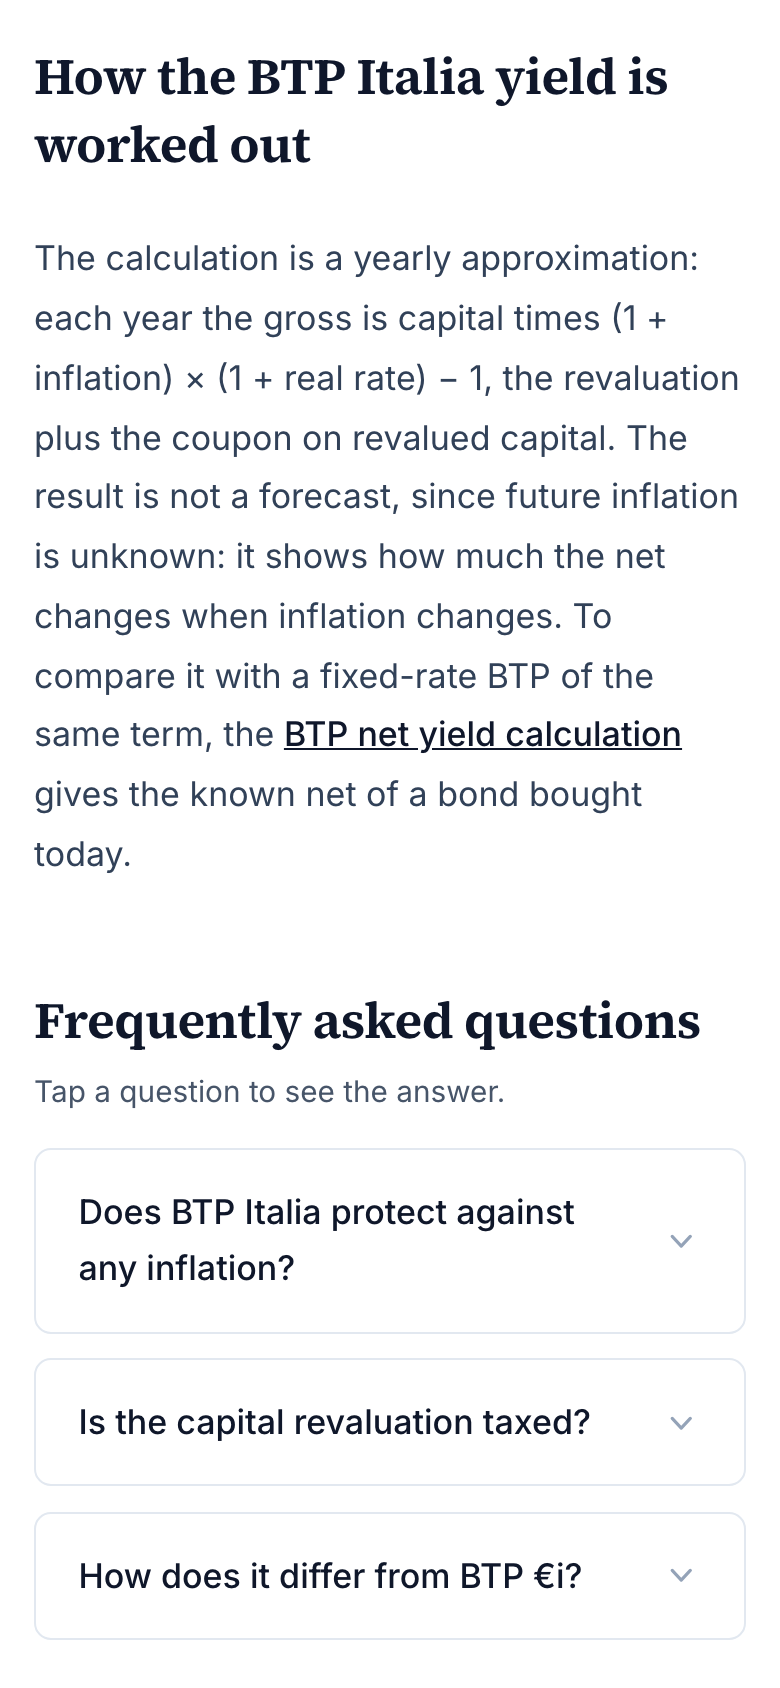 How the BTP Italia yield is
worked out
The calculation is a yearly approximation:
each year the gross is capital times (1 +
inflation) × (1 + real rate) − 1, the revaluation
plus the coupon on revalued capital. The
result is not a forecast, since future inflation
is unknown: it shows how much the net
changes when inflation changes. To
compare it with a fixed-rate BTP of the
same term, the BTP net yield calculation
gives the known net of a bond bought
today.
Frequently asked questions
Tap a question to see the answer.
Does BTP Italia protect against
any inflation?
Is the capital revaluation taxed?
How does it differ from BTP €i?